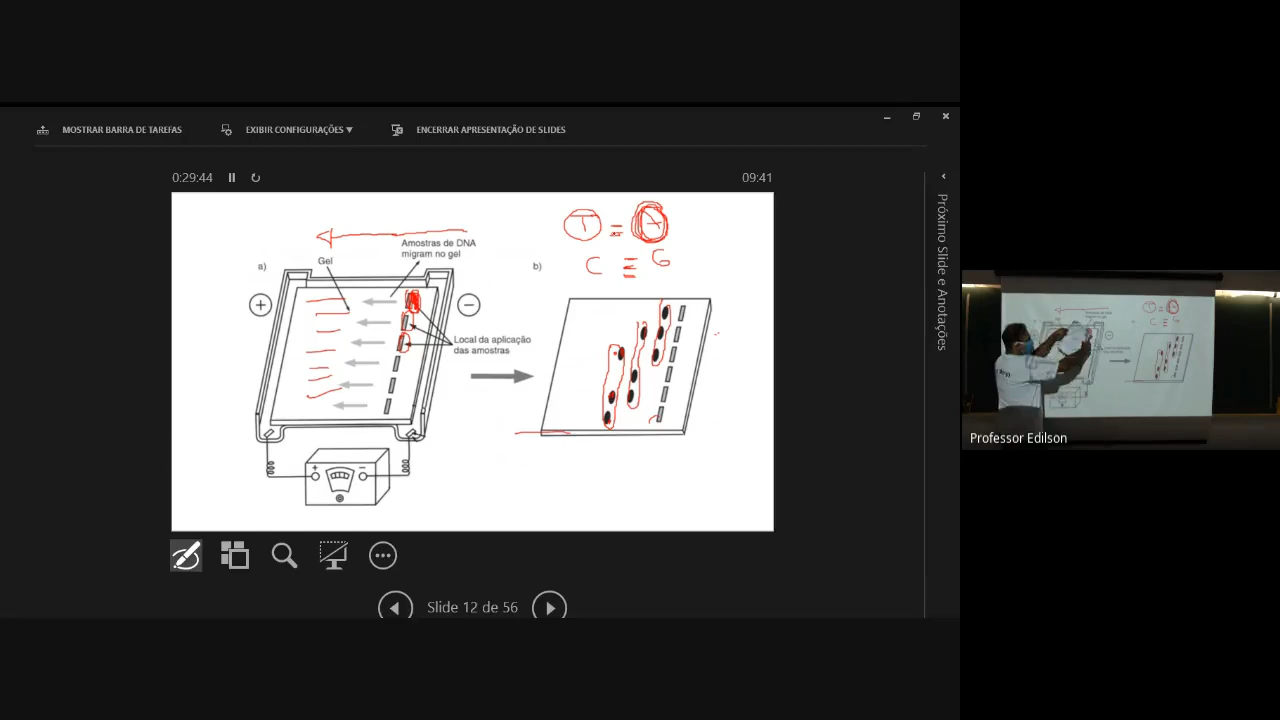 MOSTRAR BARRA DE TAREFAS
EXIBIR CONFIGURAÇÕES ▼
ENCERRAR APRESENTAÇÃO DE SLIDES
0:29:44
09:41
T = A
C ≡ G
Amostras de DNA
migram no gel
Gel
a)
b)
+
−
Local da aplicação
das amostras
+ −
Slide 12 de 56
Próximo Slide e Anotações
Professor Edilson